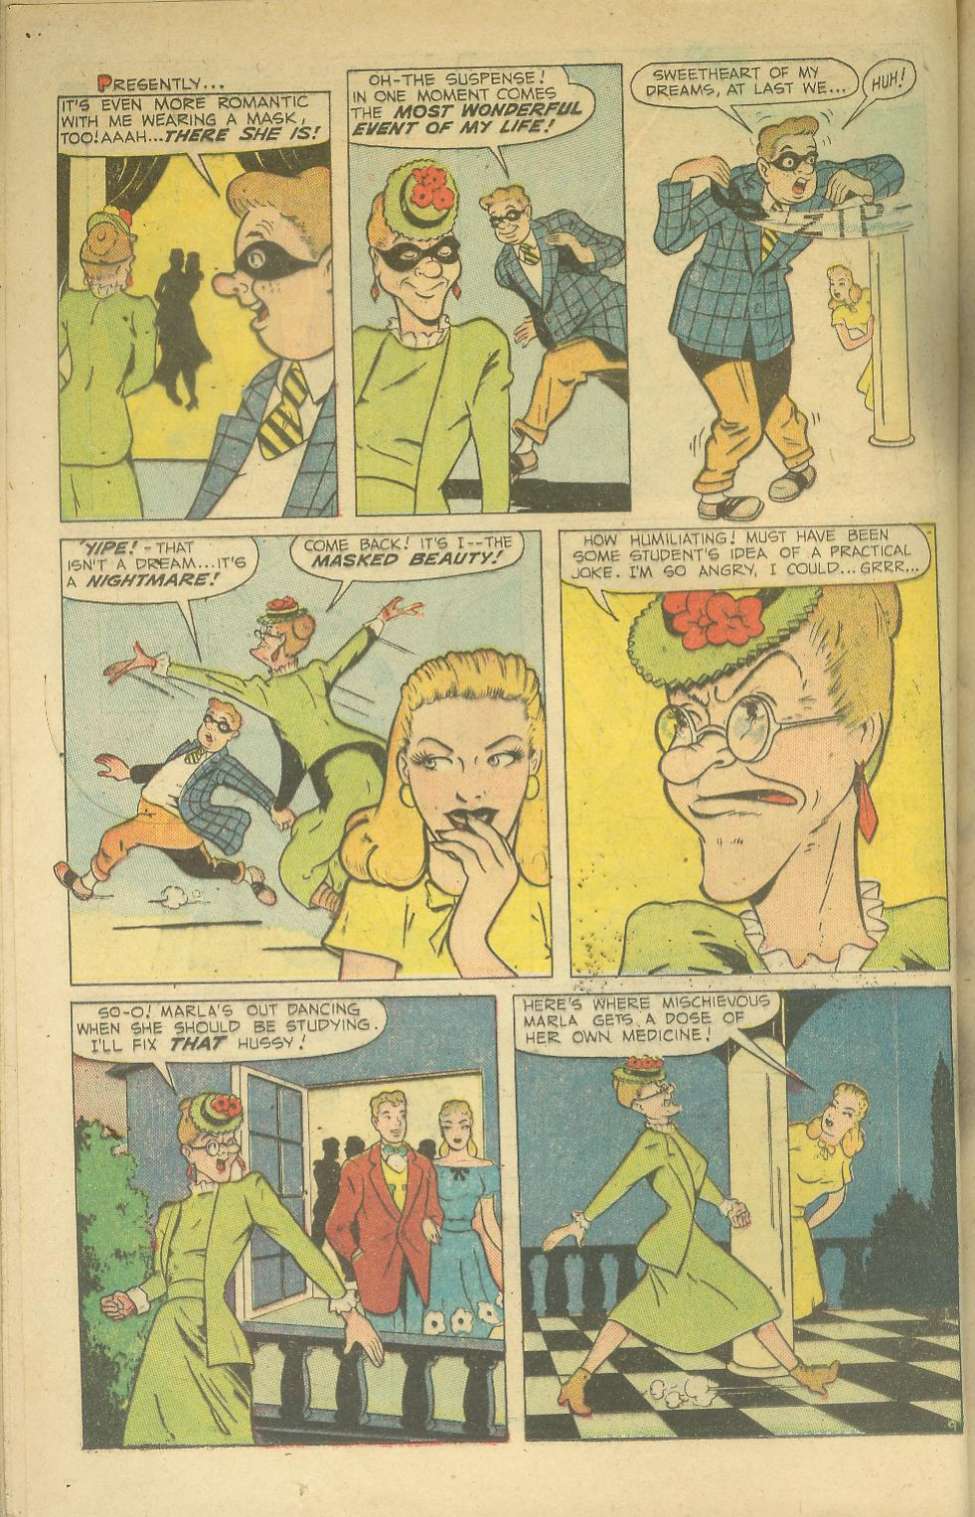 PRESENTLY...
IT'S EVEN MORE ROMANTIC
WITH ME WEARING A MASK,
TOO! AAAH...THERE SHE IS!
OH-THE SUSPENSE!
IN ONE MOMENT COMES
THE MOST WONDERFUL
EVENT OF MY LIFE!
SWEETHEART OF MY
DREAMS, AT LAST WE...
HUH!
ZIP-
'YIPE!-THAT
ISN'T A DREAM...IT'S
A NIGHTMARE!
COME BACK! IT'S I--THE
MASKED BEAUTY!
HOW HUMILIATING! MUST HAVE BEEN
SOME STUDENT'S IDEA OF A PRACTICAL
JOKE. I'M SO ANGRY, I COULD...GRRR...
SO-O! MARLA'S OUT DANCING
WHEN SHE SHOULD BE STUDYING.
I'LL FIX THAT HUSSY!
HERE'S WHERE MISCHIEVOUS
MARLA GETS A DOSE OF
HER OWN MEDICINE!